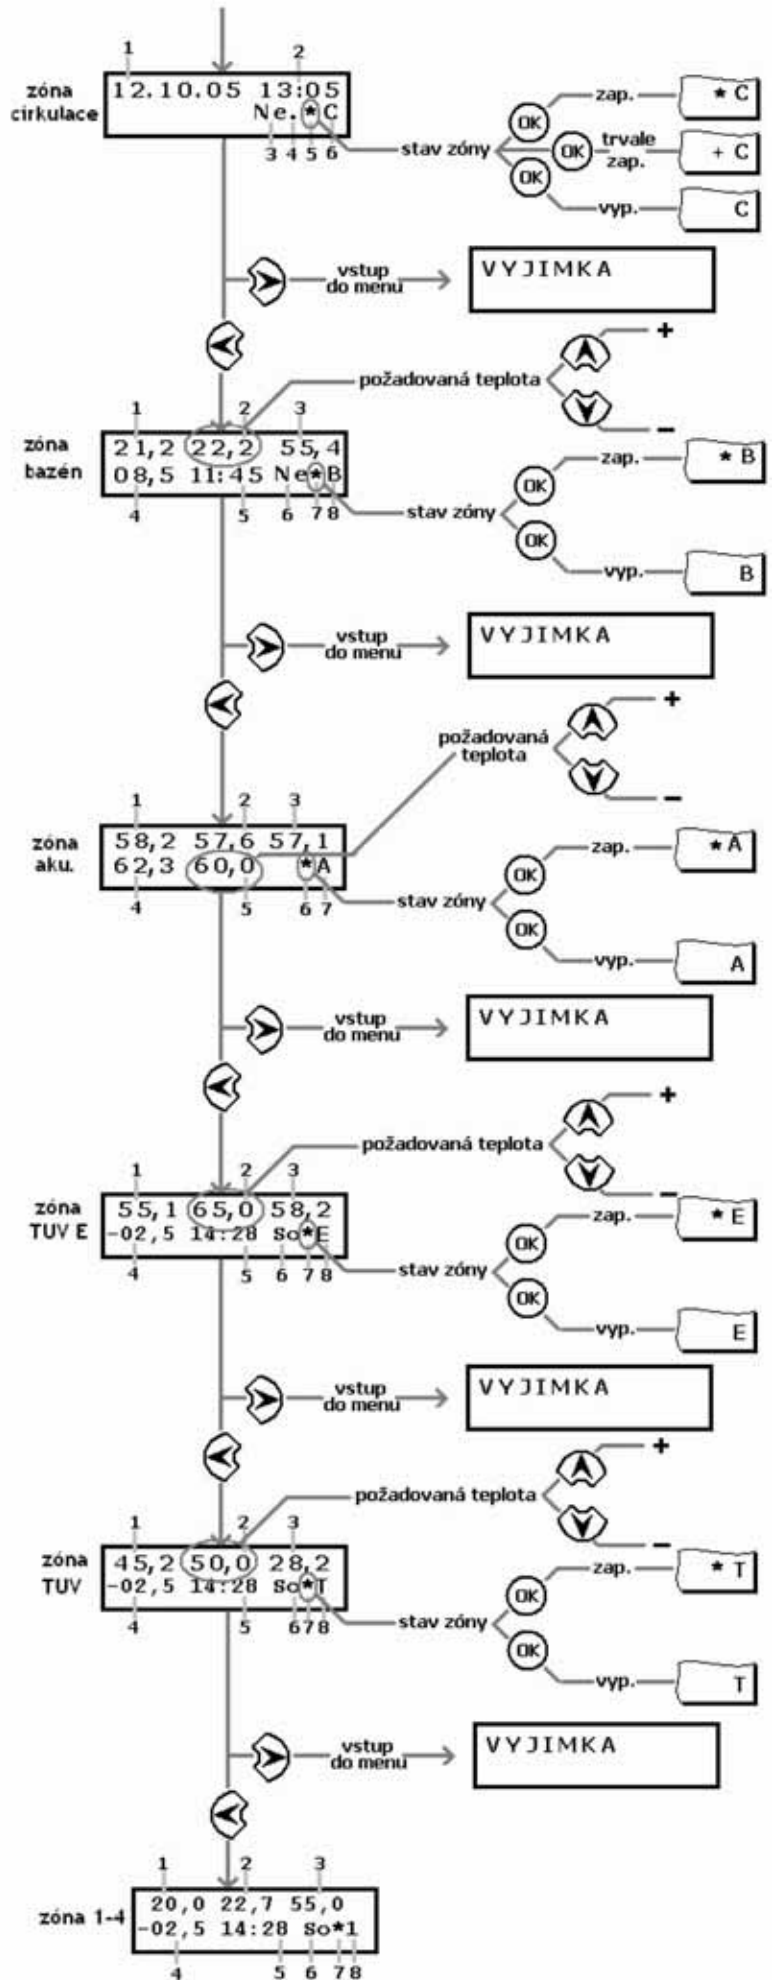 1 2
zóna
cirkulace
12.10.05 13:05
Ne.*C
3 4 5 6
stav zóny
OK
OK
OK
zap.
trvale
zap.
vyp.
* C
+ C
C
vstup
do menu
VYJIMKA
požadovaná teplota
+
−
1 2 3
zóna
bazén
21,2 22,2 55,4
08,5 11:45 Ne*B
4 5 6 7 8
stav zóny
OK
OK
zap.
vyp.
* B
B
vstup
do menu
VYJIMKA
požadovaná
teplota
+
−
1 2 3
zóna
aku.
58,2 57,6 57,1
62,3 60,0 *A
4 5 6 7
stav zóny
OK
OK
zap.
vyp.
* A
A
vstup
do menu
VYJIMKA
požadovaná teplota
+
−
1 2 3
zóna
TUV E
55,1 65,0 58,2
-02,5 14:28 So*E
4 5 6 7 8
stav zóny
OK
OK
zap.
vyp.
* E
E
vstup
do menu
VYJIMKA
požadovaná teplota
+
−
1 2 3
zóna
TUV
45,2 50,0 28,2
-02,5 14:28 So*T
4 5 6 7 8
stav zóny
OK
OK
zap.
vyp.
* T
T
vstup
do menu
VYJIMKA
1 2 3
zóna 1-4
20,0 22,7 55,0
-02,5 14:28 So*1
4 5 6 7 8